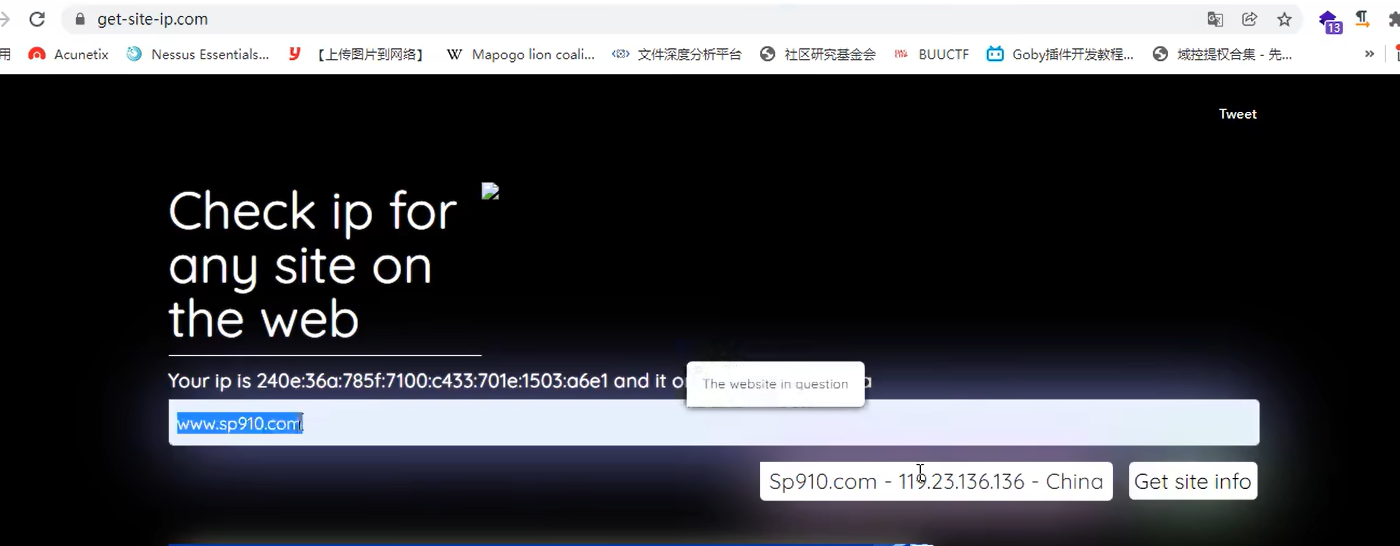 get-site-ip.com
13
用 Acunetix Nessus Essentials... 【上传图片到网络】 W Mapogo lion coali... 文件深度分析平台 社区研究基金会 BUUCTF Goby插件开发教程... 域控提权合集 - 先... »
Tweet
Check ip for
any site on
the web
Your ip is 240e:36a:785f:7100:c433:701e:1503:a6e1 and it
The website in question
www.sp910.com
Sp910.com - 119.23.136.136 - China
Get site info